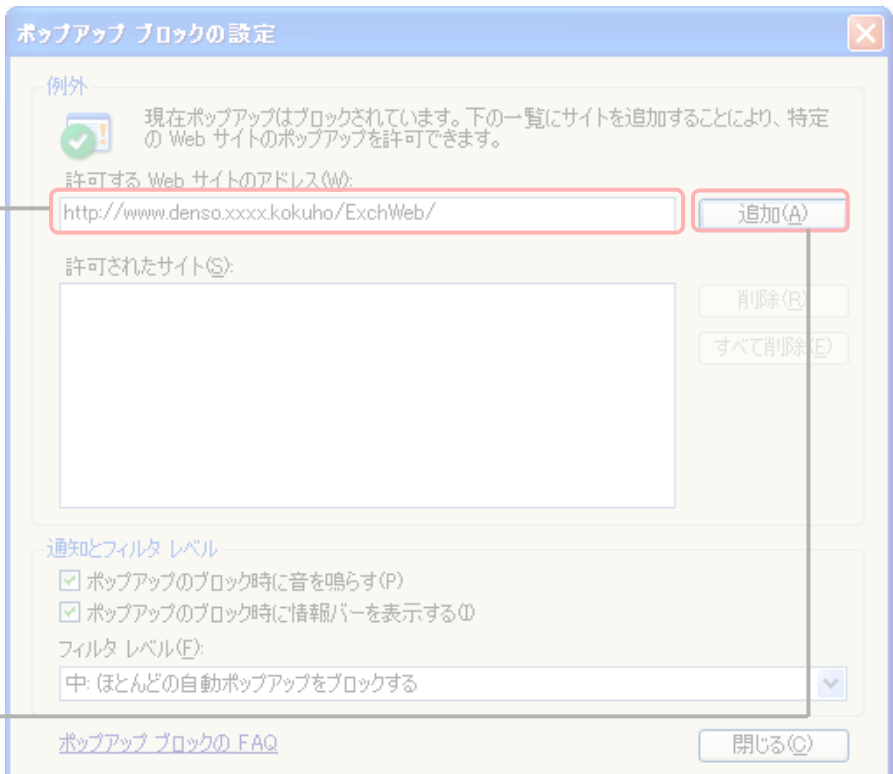 ポップアップ ブロックの設定
例外
現在ポップアップはブロックされています。下の一覧にサイトを追加することにより、特定
の Web サイトのポップアップを許可できます。
許可する Web サイトのアドレス(W):
http://www.denso.xxxx.kokuho/ExchWeb/
追加(A)
許可されたサイト(S):
削除(R)
すべて削除(E)
通知とフィルタ レベル
ポップアップのブロック時に音を鳴らす(P)
ポップアップのブロック時に情報バーを表示する(I)
フィルタ レベル(F):
中: ほとんどの自動ポップアップをブロックする
ポップアップ ブロックの FAQ
閉じる(C)